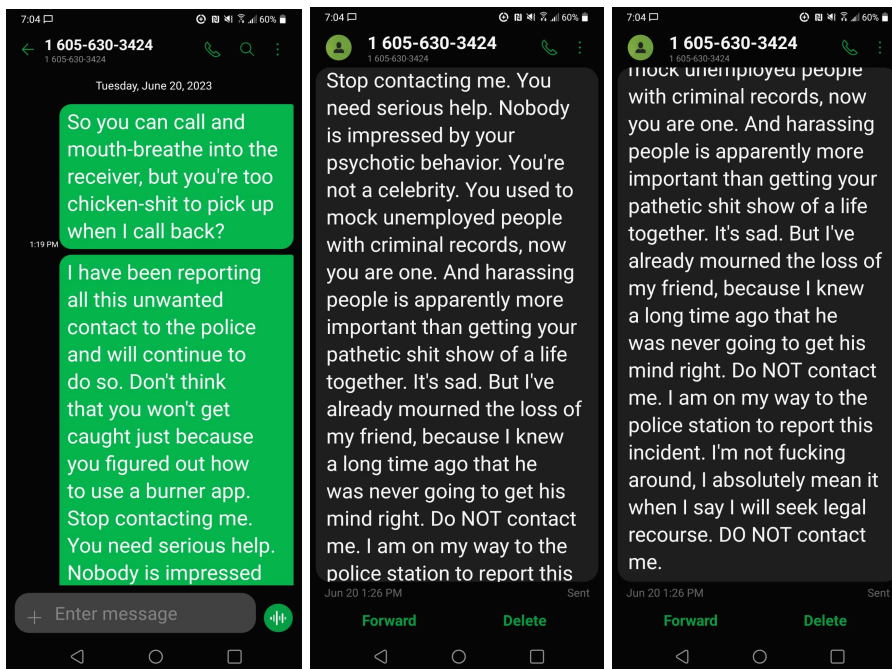 7:04
60%
1 605-630-3424
1 605-630-3424
Tuesday, June 20, 2023
So you can call and
mouth-breathe into the
receiver, but you're too
chicken-shit to pick up
when I call back?
1:19 PM
I have been reporting
all this unwanted
contact to the police
and will continue to
do so. Don't think
that you won't get
caught just because
you figured out how
to use a burner app.
Stop contacting me.
You need serious help.
Nobody is impressed
Enter message
7:04
60%
1 605-630-3424
1 605-630-3424
Stop contacting me. You
need serious help. Nobody
is impressed by your
psychotic behavior. You're
not a celebrity. You used to
mock unemployed people
with criminal records, now
you are one. And harassing
people is apparently more
important than getting your
pathetic shit show of a life
together. It's sad. But I've
already mourned the loss of
my friend, because I knew
a long time ago that he
was never going to get his
mind right. Do NOT contact
me. I am on my way to the
police station to report this
Jun 20 1:26 PM
Sent
Forward
Delete
7:04
60%
1 605-630-3424
1 605-630-3424
mock unemployed people
with criminal records, now
you are one. And harassing
people is apparently more
important than getting your
pathetic shit show of a life
together. It's sad. But I've
already mourned the loss of
my friend, because I knew
a long time ago that he
was never going to get his
mind right. Do NOT contact
me. I am on my way to the
police station to report this
incident. I'm not fucking
around, I absolutely mean it
when I say I will seek legal
recourse. DO NOT contact
me.
Jun 20 1:26 PM
Sent
Forward
Delete